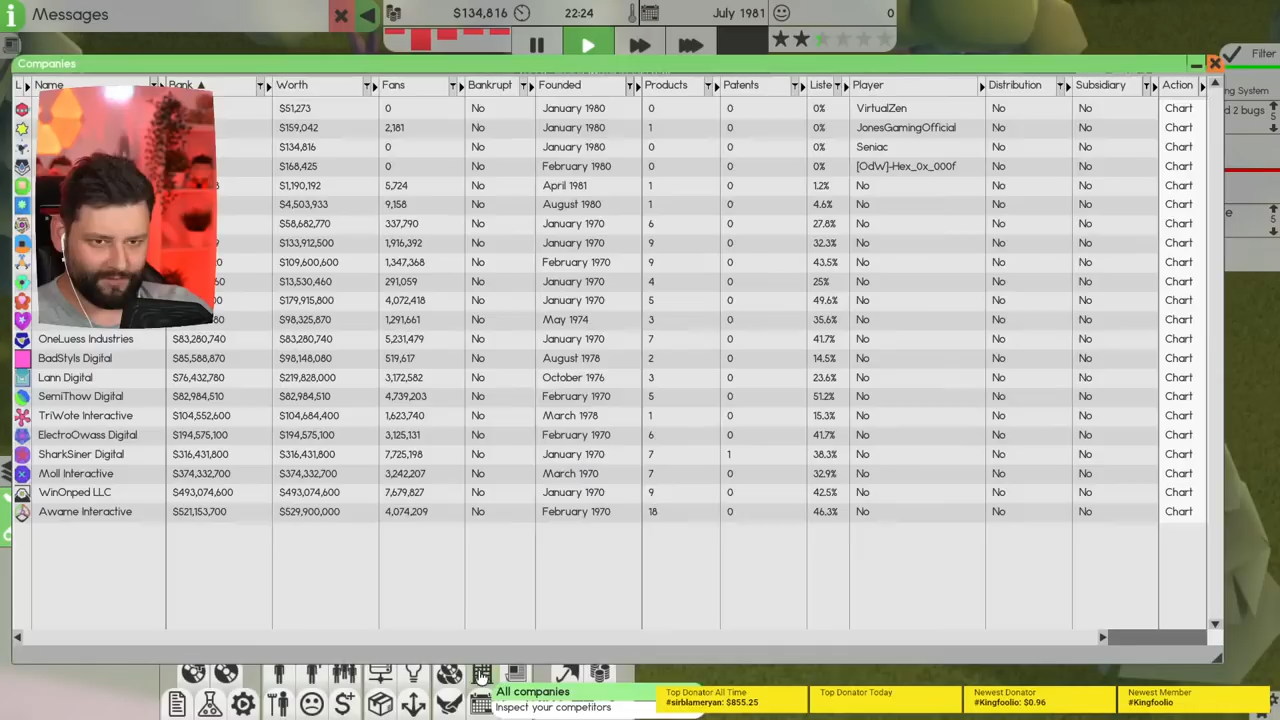 Messages
$134,816
22:24
July 1981
0
Filter
Companies
L Name Bank Worth Fans Bankrupt Founded Products Patents Liste Player Distribution Subsidiary Action
$51,273 0 No January 1980 0 0% VirtualZen No No Chart
$159,042 2,181 No January 1980 1 0% JonesGamingOfficial No No Chart
$134,816 0 No January 1980 0 0 0% Seniac No No Chart
$168,425 0 No February 1980 0 0 0% [OdW]-Hex_0x_000f No No Chart
$1,190,192 5,724 No April 1981 1 0 1.2% No No No Chart
$4,503,933 9,158 No August 1980 1 0 4.6% No No No Chart
$58,682,770 337,790 No January 1970 6 0 27.8% No No No Chart
$133,912,500 1,916,392 No January 1970 9 0 32.3% No No No Chart
$109,600,600 1,347,368 No February 1970 9 0 43.5% No No No Chart
$13,530,460 291,059 No January 1970 4 0 25% No No No Chart
$179,915,800 4,072,418 No January 1970 5 0 49.6% No No No Chart
$98,325,870 1,291,661 No May 1974 3 0 35.6% No No No Chart
OneLuess Industries $83,280,740 $83,280,740 5,231,479 No January 1970 7 0 41.7% No No No Chart
BadStyls Digital $85,588,870 $98,148,080 519,617 No August 1978 2 0 14.5% No No No Chart
Lann Digital $76,432,780 $219,828,000 3,172,582 No October 1976 3 0 23.6% No No No Chart
SemiThow Digital $82,984,510 $82,984,510 4,739,203 No February 1970 5 0 51.2% No No No Chart
TriWote Interactive $104,552,600 $104,684,400 1,623,740 No March 1978 1 0 15.3% No No No Chart
ElectroOwass Digital $194,575,100 $194,575,100 3,125,131 No February 1970 6 0 41.7% No No No Chart
SharkSiner Digital $316,431,800 $316,431,800 7,725,198 No January 1970 7 1 38.3% No No No Chart
Moll Interactive $374,332,700 $374,332,700 3,242,207 No March 1970 7 0 32.9% No No No Chart
WinOnped LLC $493,074,600 $493,074,600 7,679,827 No January 1970 9 0 42.5% No No No Chart
Awame Interactive $521,153,700 $529,900,000 4,074,209 No February 1970 18 0 46.3% No No No Chart
ng System
d 2 bugs
All companies
Inspect your competitors
Top Donator All Time
#sirblameryan: $855.25
Top Donator Today
Newest Donator
#Kingfoolio: $0.96
Newest Member
#Kingfoolio